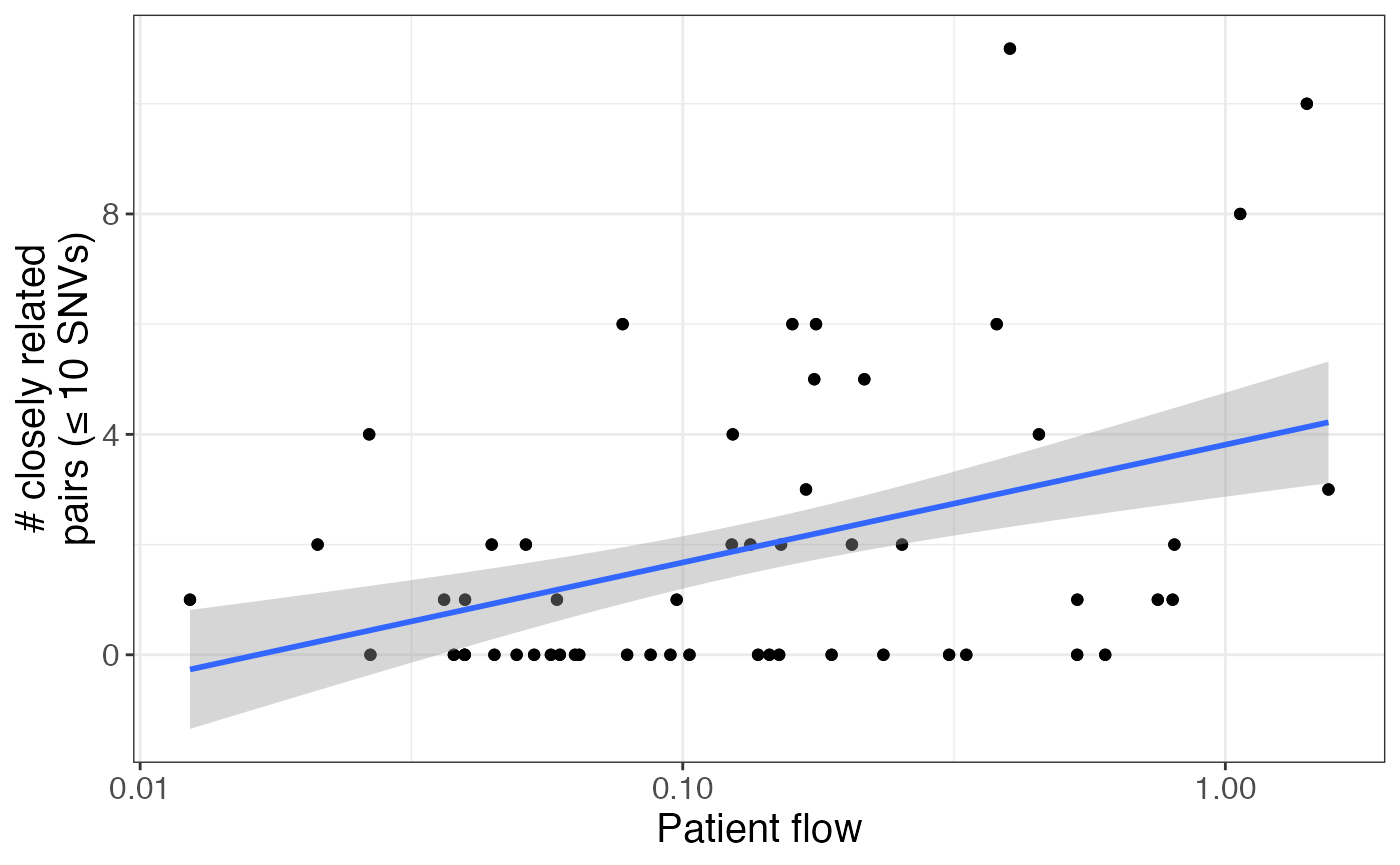 # closely related
pairs (≤ 10 SNVs)
8
4
0
0.01
0.10
1.00
Patient flow